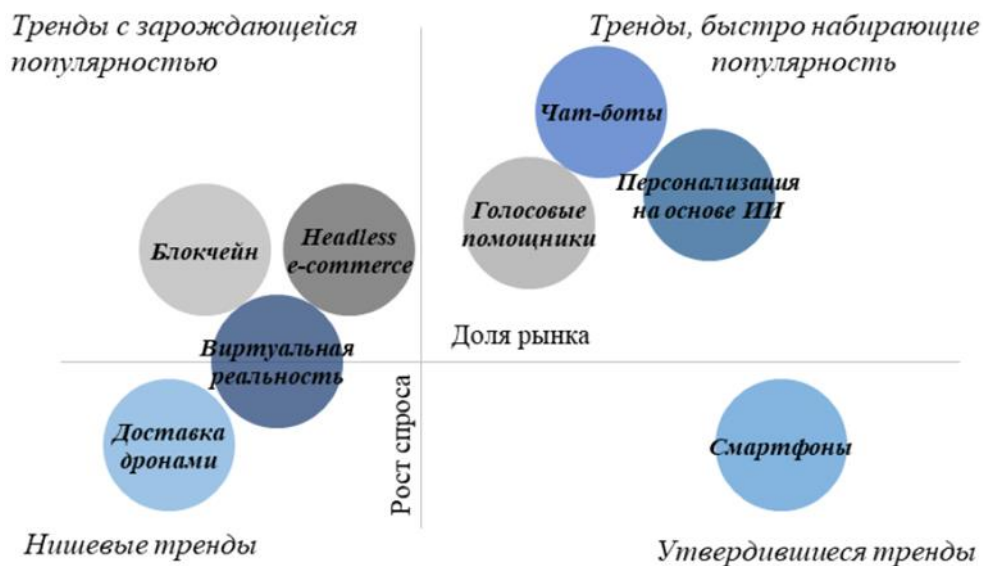 Тренды с зарождающейся
популярностью
Тренды, быстро набирающие
популярность
Чат-боты
Персонализация
на основе ИИ
Голосовые
помощники
Блокчейн
Headless
e-commerce
Доля рынка
Виртуальная
реальность
Рост спроса
Доставка
дронами
Смартфоны
Нишевые тренды
Утвердившиеся тренды